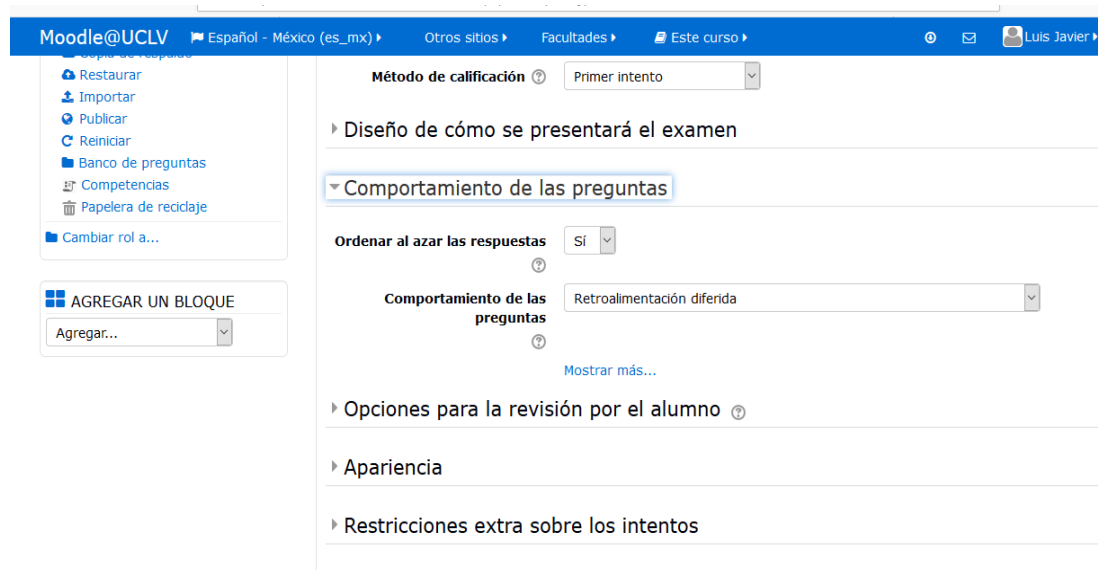 Moodle@UCLV Español - México (es_mx) Otros sitios Facultades Este curso Luis Javier
Copia de respaldo
Restaurar
Importar
Publicar
Reiniciar
Banco de preguntas
Competencias
Papelera de reciclaje
Cambiar rol a...
AGREGAR UN BLOQUE
Agregar...
Método de calificación Primer intento
Diseño de cómo se presentará el examen
Comportamiento de las preguntas
Ordenar al azar las respuestas Sí
Comportamiento de las Retroalimentación diferida
preguntas
Mostrar más...
Opciones para la revisión por el alumno
Apariencia
Restricciones extra sobre los intentos